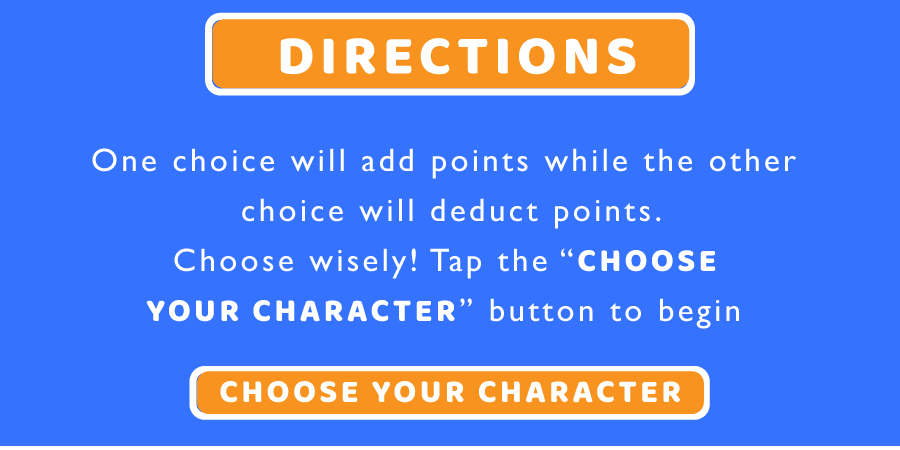 DIRECTIONS
One choice will add points while the other
choice will deduct points.
Choose wisely! Tap the “CHOOSE
YOUR CHARACTER” button to begin
CHOOSE YOUR CHARACTER